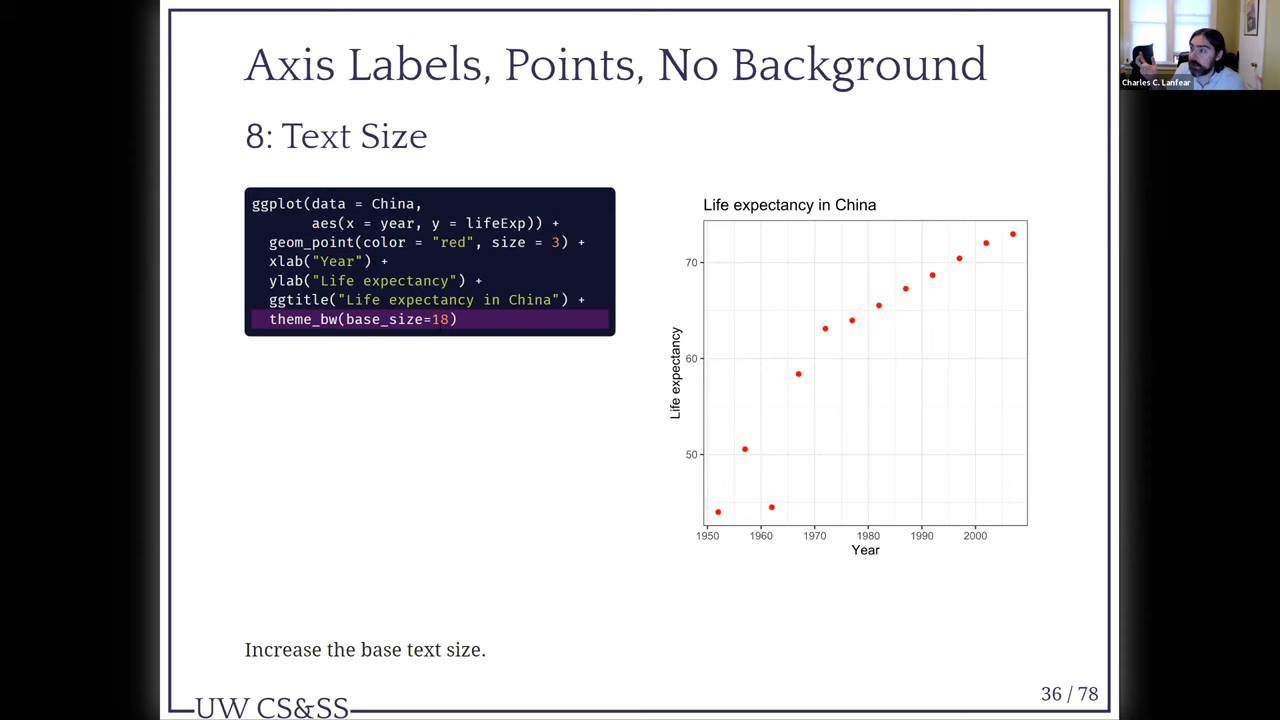 Axis Labels, Points, No Background
8: Text Size
ggplot(data = China,
aes(x = year, y = lifeExp)) +
geom_point(color = "red", size = 3) +
xlab("Year") +
ylab("Life expectancy") +
ggtitle("Life expectancy in China") +
theme_bw(base_size=18)
Life expectancy in China
Life expectancy
70
60
50
1950 1960 1970 1980 1990 2000
Year
Increase the base text size.
UW CS&SS
36 / 78
Charles C. Lanfear